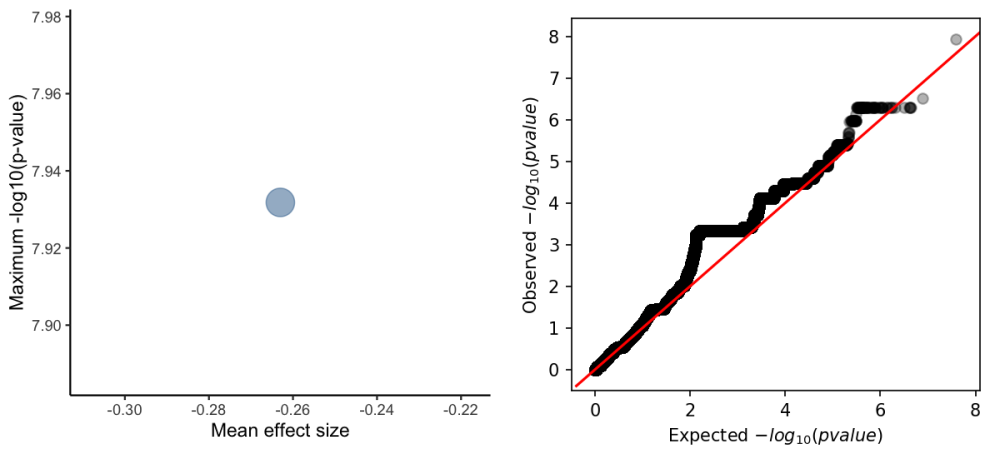 Maximum -log10(p-value)
7.98
7.96
7.94
7.92
7.90
-0.30 -0.28 -0.26 -0.24 -0.22
Mean effect size
Observed −log₁₀(pvalue)
8
7
6
5
4
3
2
1
0
0 2 4 6 8
Expected −log₁₀(pvalue)